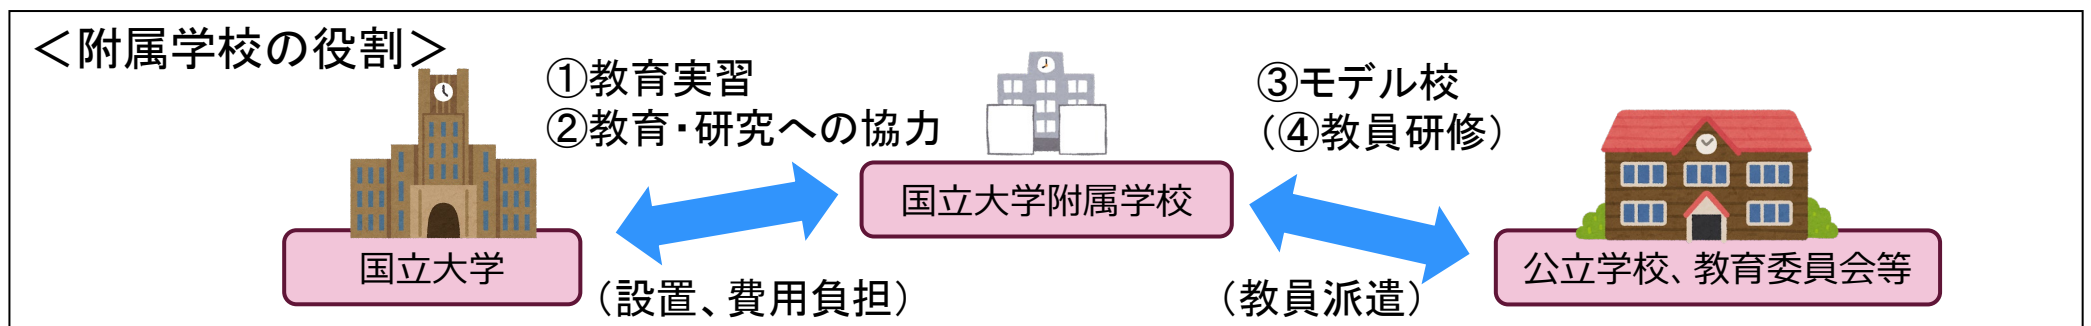 ＜附属学校の役割＞
①教育実習
②教育・研究への協力
③モデル校
（④教員研修）
国立大学附属学校
国立大学
公立学校、教育委員会等
（設置、費用負担）
（教員派遣）